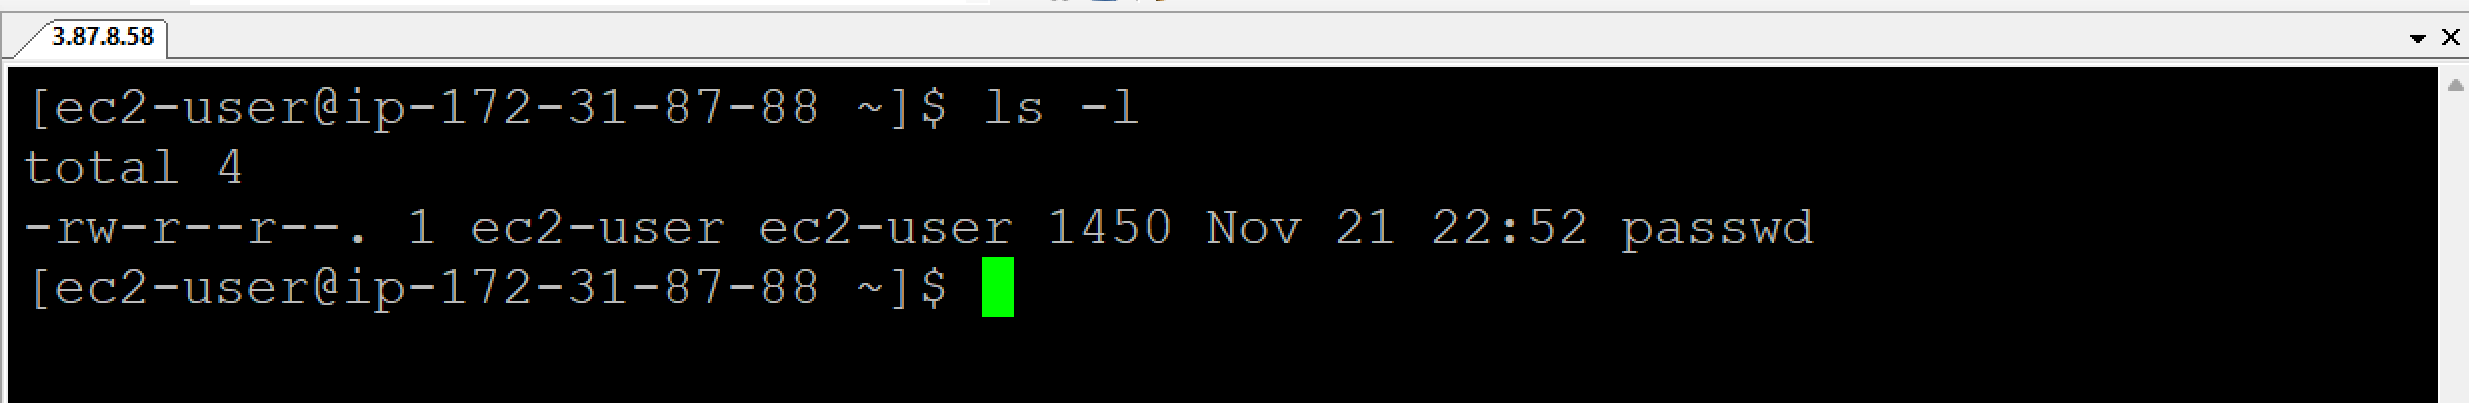 3.87.8.58
[ec2-user@ip-172-31-87-88 ~]$ ls -l
total 4
-rw-r--r--. 1 ec2-user ec2-user 1450 Nov 21 22:52 passwd
[ec2-user@ip-172-31-87-88 ~]$